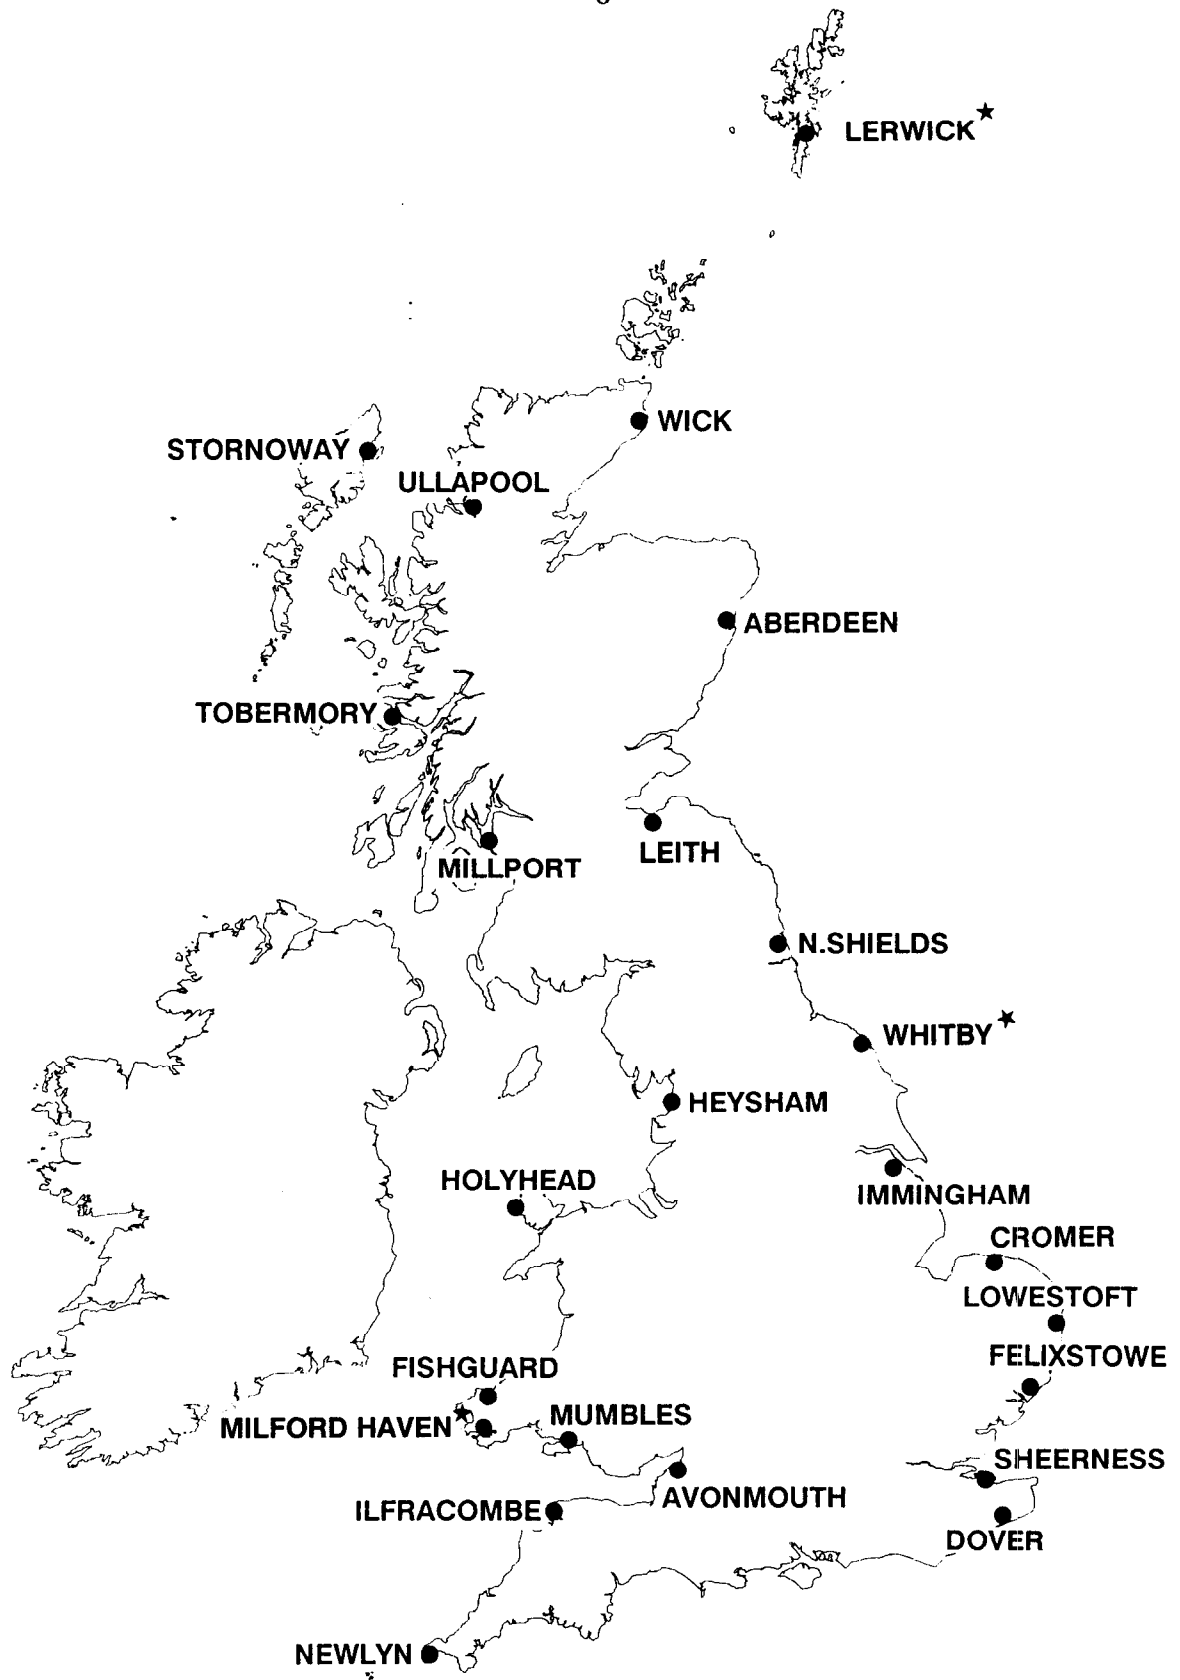 LERWICK★
WICK
STORNOWAY
ULLAPOOL
ABERDEEN
TOBERMORY
LEITH
MILLPORT
N.SHIELDS
WHITBY★
HEYSHAM
HOLYHEAD
IMMINGHAM
CROMER
LOWESTOFT
FELIXSTOWE
FISHGUARD
MILFORD HAVEN★
MUMBLES
SHEERNESS
AVONMOUTH
ILFRACOMBE
DOVER
NEWLYN